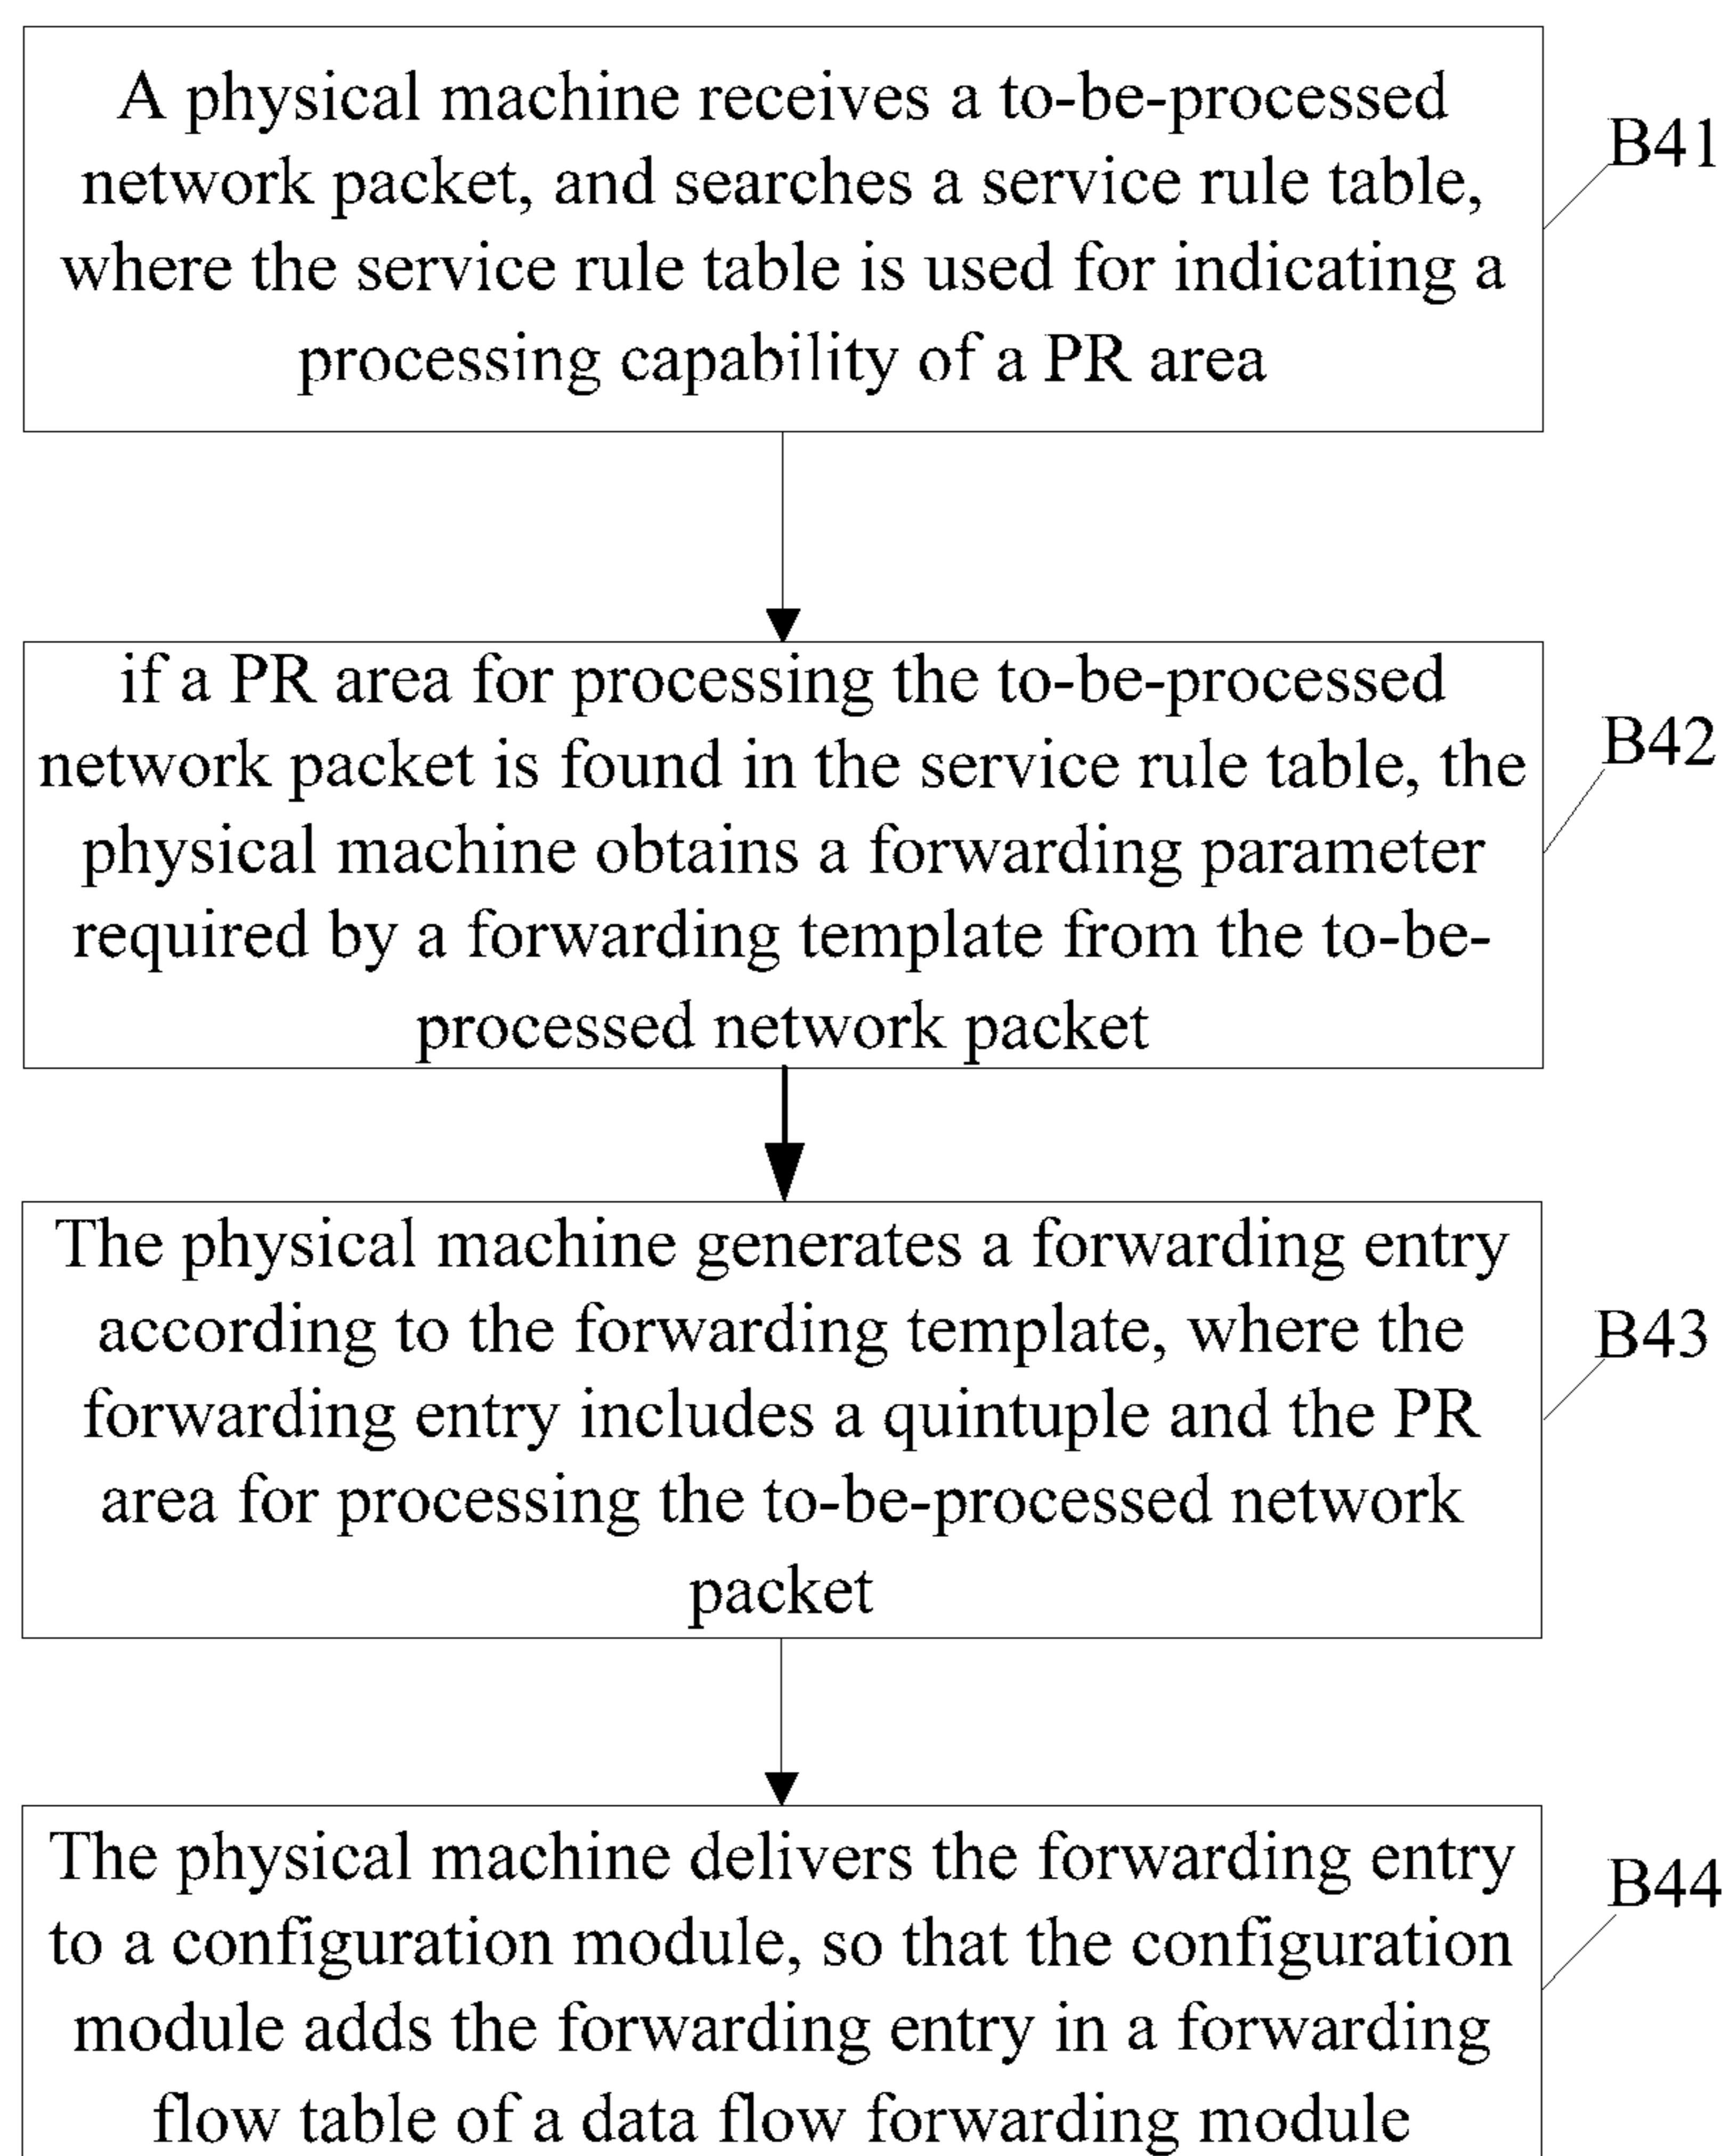 A physical machine receives a to-be-processed
network packet, and searches a service rule table,
where the service rule table is used for indicating a
processing capability of a PR area
B41
if a PR area for processing the to-be-processed
network packet is found in the service rule table, the
physical machine obtains a forwarding parameter
required by a forwarding template from the to-be-
processed network packet
B42
The physical machine generates a forwarding entry
according to the forwarding template, where the
forwarding entry includes a quintuple and the PR
area for processing the to-be-processed network
packet
B43
The physical machine delivers the forwarding entry
to a configuration module, so that the configuration
module adds the forwarding entry in a forwarding
flow table of a data flow forwarding module
B44